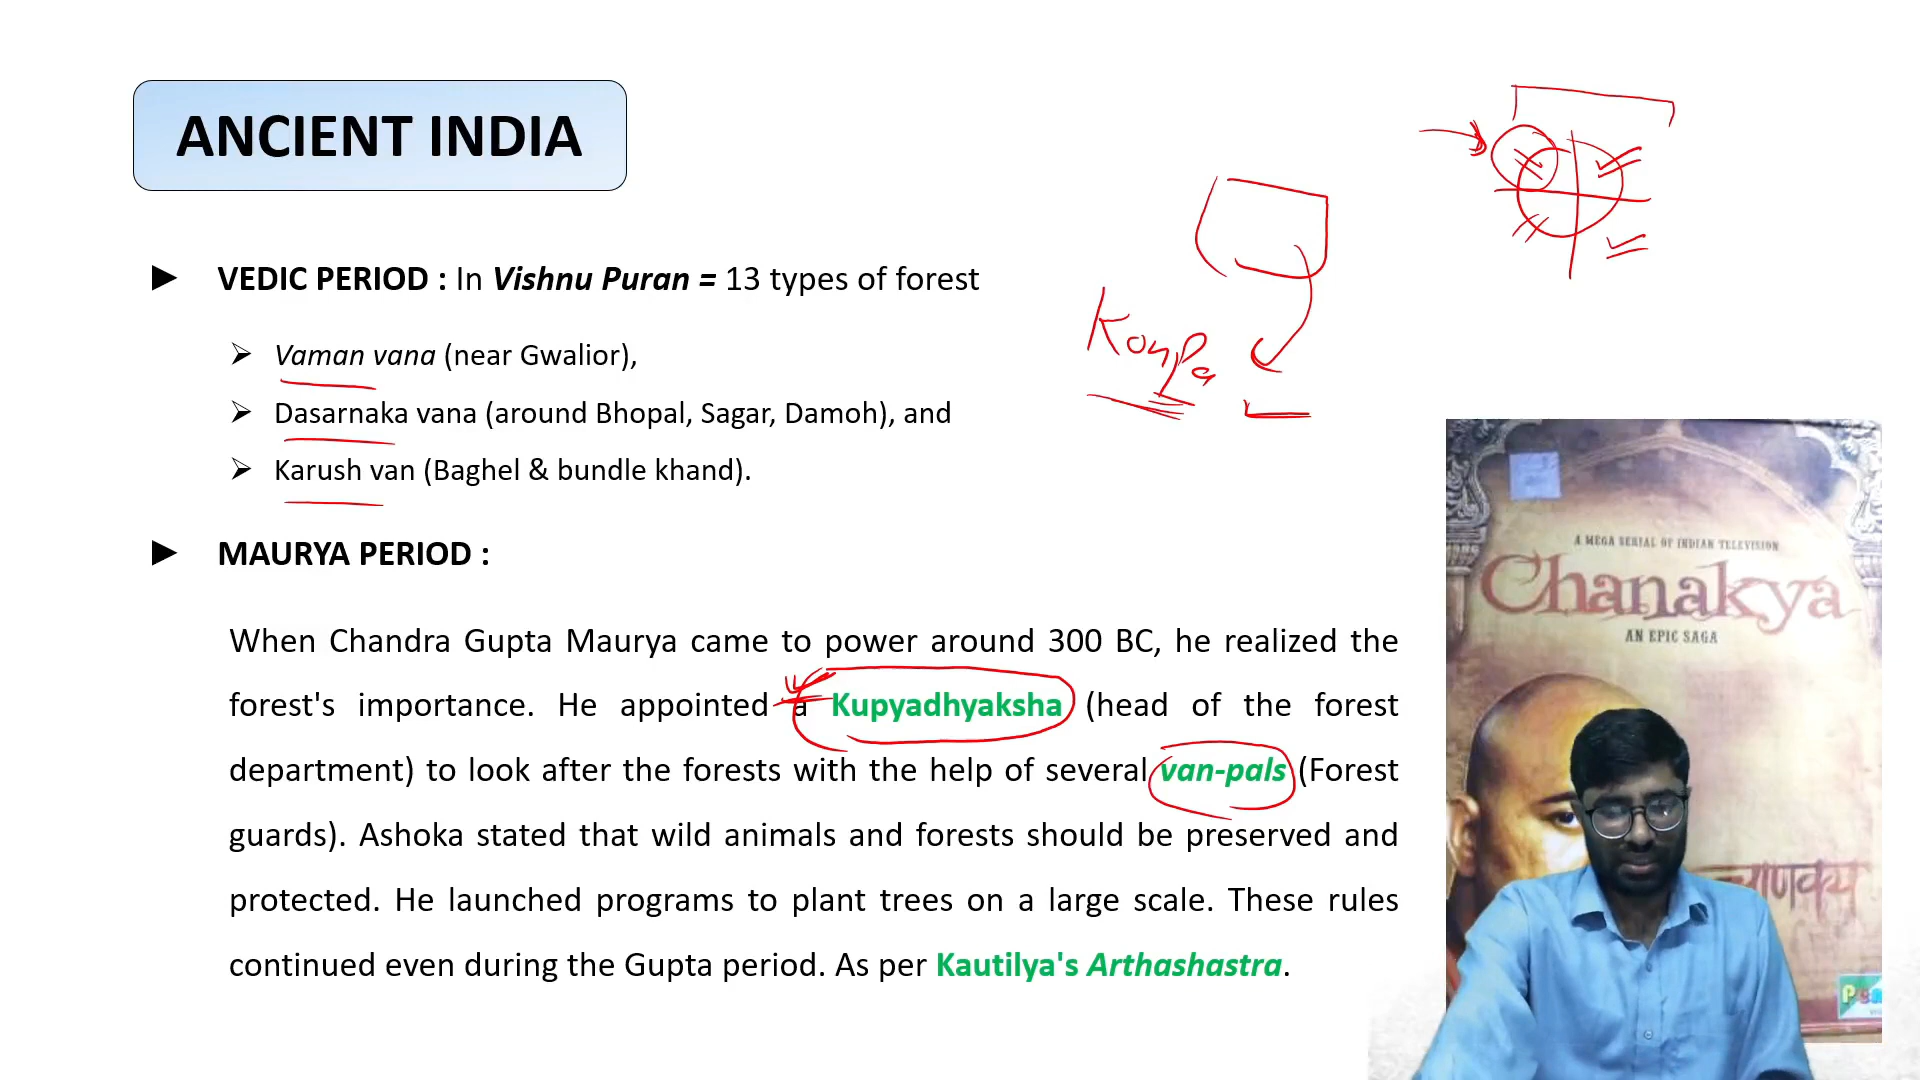 ANCIENT INDIA
► VEDIC PERIOD : In Vishnu Puran = 13 types of forest
➢ Vaman vana (near Gwalior),
➢ Dasarnaka vana (around Bhopal, Sagar, Damoh), and
➢ Karush van (Baghel & bundle khand).
► MAURYA PERIOD :
When Chandra Gupta Maurya came to power around 300 BC, he realized the
forest's importance. He appointed a Kupyadhyaksha (head of the forest
department) to look after the forests with the help of several van-pals (Forest
guards). Ashoka stated that wild animals and forests should be preserved and
protected. He launched programs to plant trees on a large scale. These rules
continued even during the Gupta period. As per Kautilya's Arthashastra.
A MEGA SERIAL OF INDIAN TELEVISION
Chanakya
AN EPIC SAGA